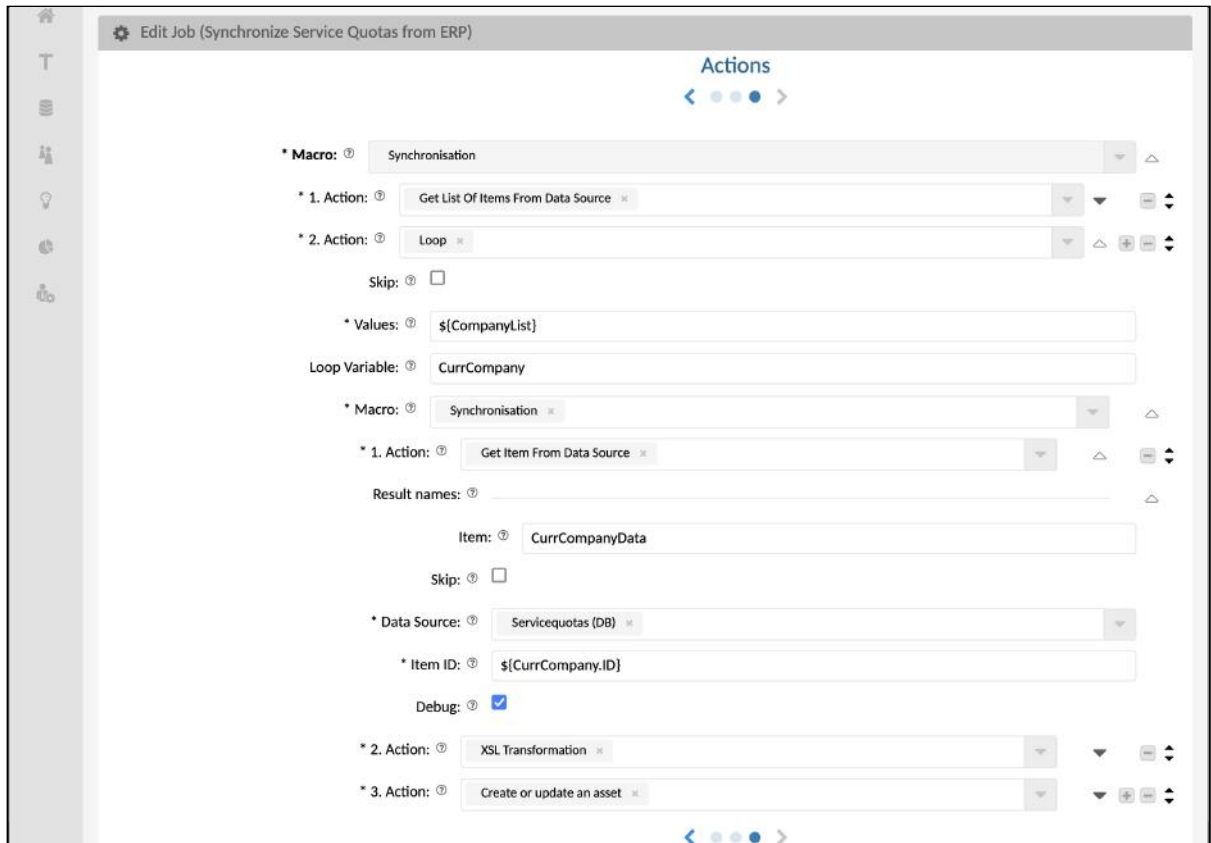 Edit Job (Synchronize Service Quotas from ERP)
Actions
* Macro: Synchronisation
* 1. Action: Get List Of Items From Data Source
* 2. Action: Loop
Skip:
* Values: ${CompanyList}
Loop Variable: CurrCompany
* Macro: Synchronisation
* 1. Action: Get Item From Data Source
Result names:
Item: CurrCompanyData
Skip:
* Data Source: Servicequotas (DB)
* Item ID: ${CurrCompany.ID}
Debug:
* 2. Action: XSL Transformation
* 3. Action: Create or update an asset